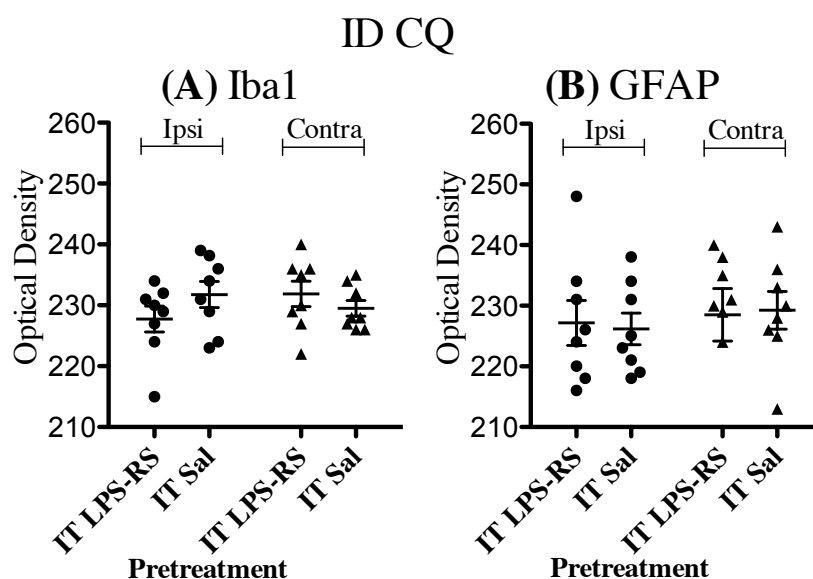 ID CQ
(A) Iba1
(B) GFAP
Ipsi
Contra
Ipsi
Contra
Optical Density
260
250
240
230
220
210
Optical Density
260
250
240
230
220
210
IT LPS-RS
IT Sal
IT LPS-RS
IT Sal
IT LPS-RS
IT Sal
IT LPS-RS
IT Sal
Pretreatment
Pretreatment